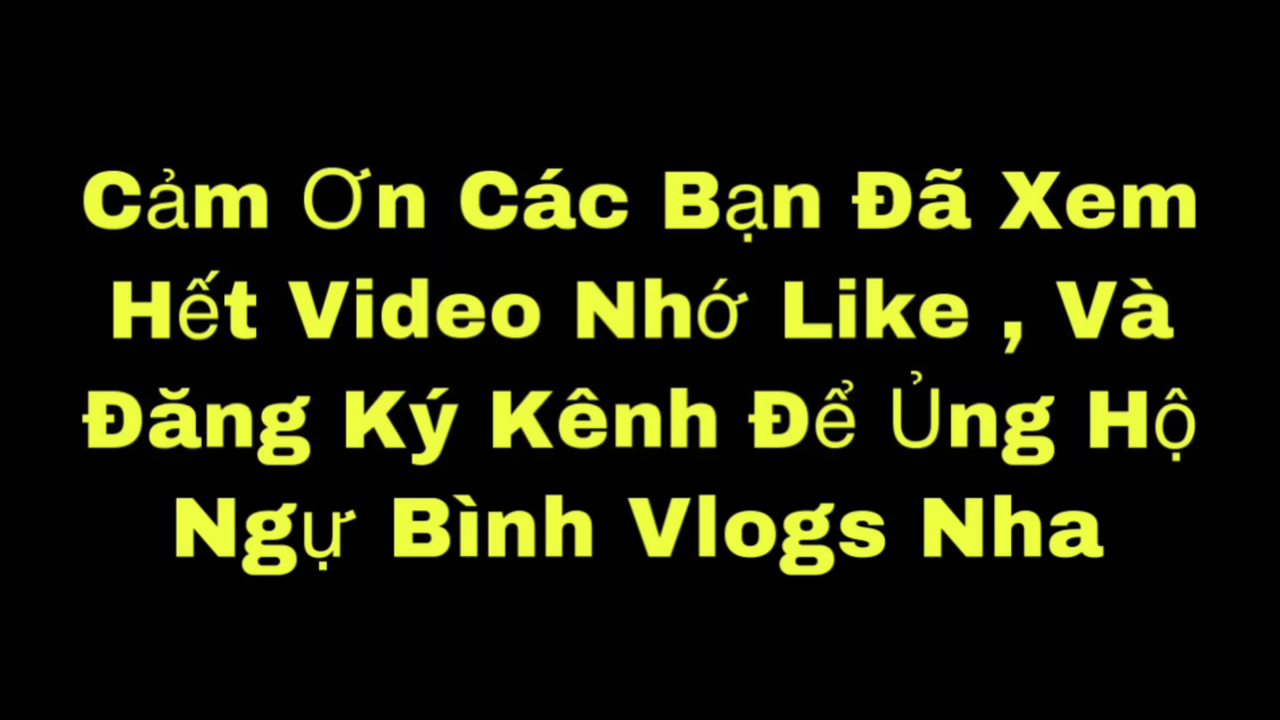 Cảm Ơn Các Bạn Đã Xem
Hết Video Nhớ Like , Và
Đăng Ký Kênh Để Ủng Hộ
Ngự Bình Vlogs Nha